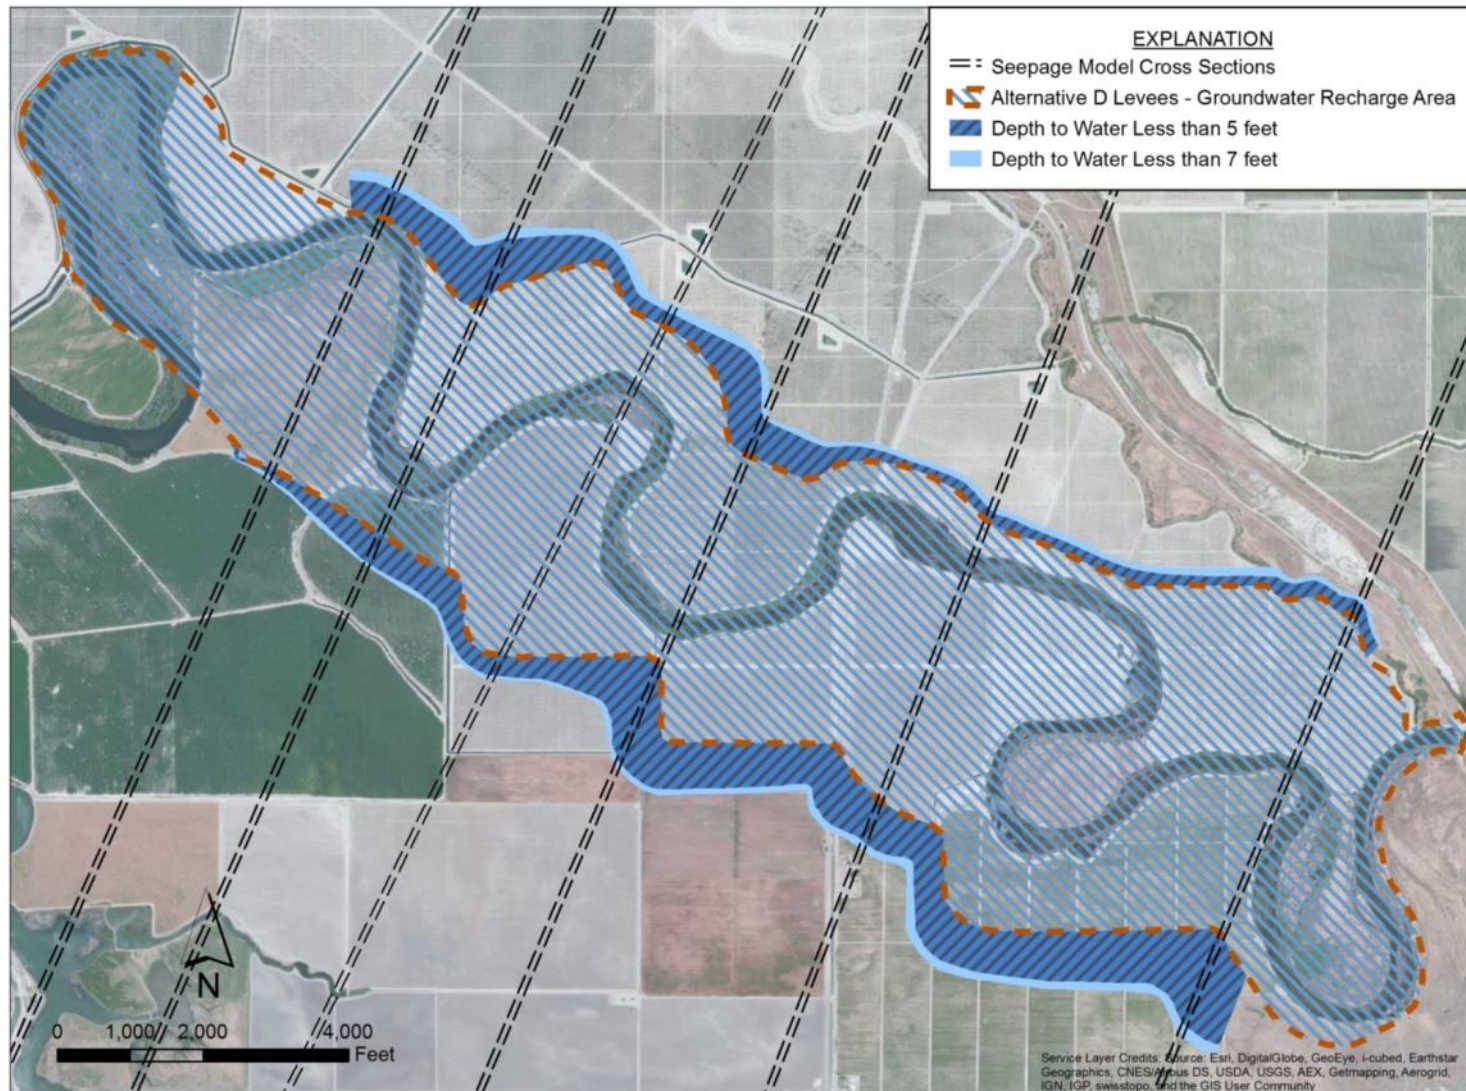 EXPLANATION
Seepage Model Cross Sections
Alternative D Levees - Groundwater Recharge Area
Depth to Water Less than 5 feet
Depth to Water Less than 7 feet
N
0 1,000 2,000 4,000
Feet
Service Layer Credits: Source: Esri, DigitalGlobe, GeoEye, i-cubed, Earthstar
Geographics, CNES/Airbus DS, USDA, USGS, AEX, Getmapping, Aerogrid,
IGN, IGP, swisstopo, and the GIS User Community